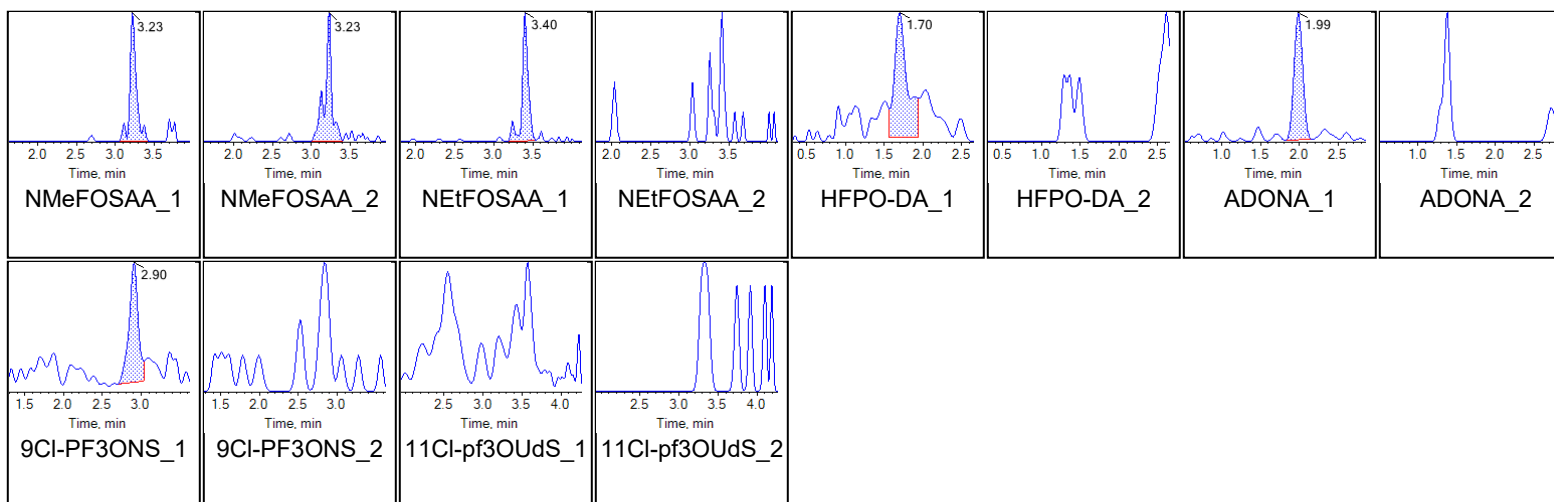 3.23
2.0 2.5 3.0 3.5
Time, min
NMeFOSAA_1
3.23
2.0 2.5 3.0 3.5
Time, min
NMeFOSAA_2
3.40
2.0 2.5 3.0 3.5
Time, min
NEtFOSAA_1
2.0 2.5 3.0 3.5
Time, min
NEtFOSAA_2
1.70
0.5 1.0 1.5 2.0 2.5
Time, min
HFPO-DA_1
0.5 1.0 1.5 2.0 2.5
Time, min
HFPO-DA_2
1.99
1.0 1.5 2.0 2.5
Time, min
ADONA_1
1.0 1.5 2.0 2.5
Time, min
ADONA_2
2.90
1.5 2.0 2.5 3.0
Time, min
9Cl-PF3ONS_1
1.5 2.0 2.5 3.0
Time, min
9Cl-PF3ONS_2
2.5 3.0 3.5 4.0
Time, min
11Cl-pf3OUdS_1
2.5 3.0 3.5 4.0
Time, min
11Cl-pf3OUdS_2